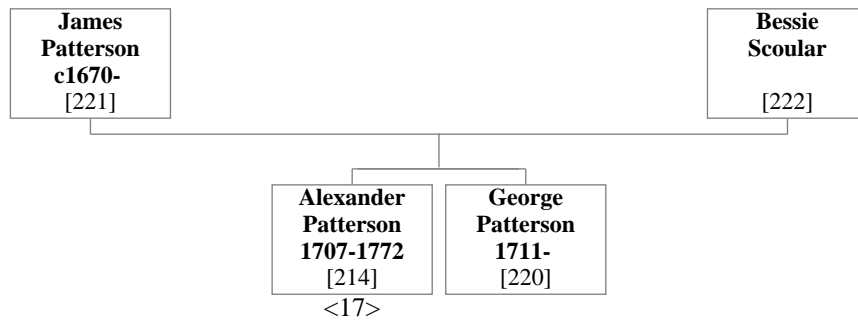 James
Patterson
c1670-
[221]
Bessie
Scoular
[222]
Alexander
Patterson
1707-1772
[214]
<17>
George
Patterson
1711-
[220]